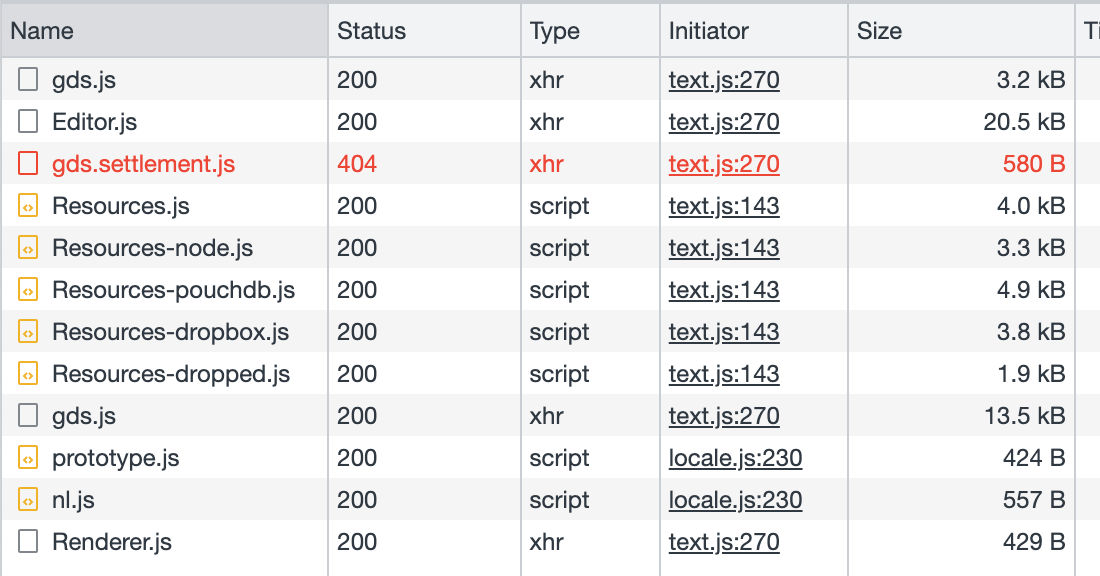 Name Status Type Initiator Size Ti
gds.js 200 xhr text.js:270 3.2 kB
Editor.js 200 xhr text.js:270 20.5 kB
gds.settlement.js 404 xhr text.js:270 580 B
Resources.js 200 script text.js:143 4.0 kB
Resources-node.js 200 script text.js:143 3.3 kB
Resources-pouchdb.js 200 script text.js:143 4.9 kB
Resources-dropbox.js 200 script text.js:143 3.8 kB
Resources-dropped.js 200 script text.js:143 1.9 kB
gds.js 200 xhr text.js:270 13.5 kB
prototype.js 200 script locale.js:230 424 B
nl.js 200 script locale.js:230 557 B
Renderer.js 200 xhr text.js:270 429 B